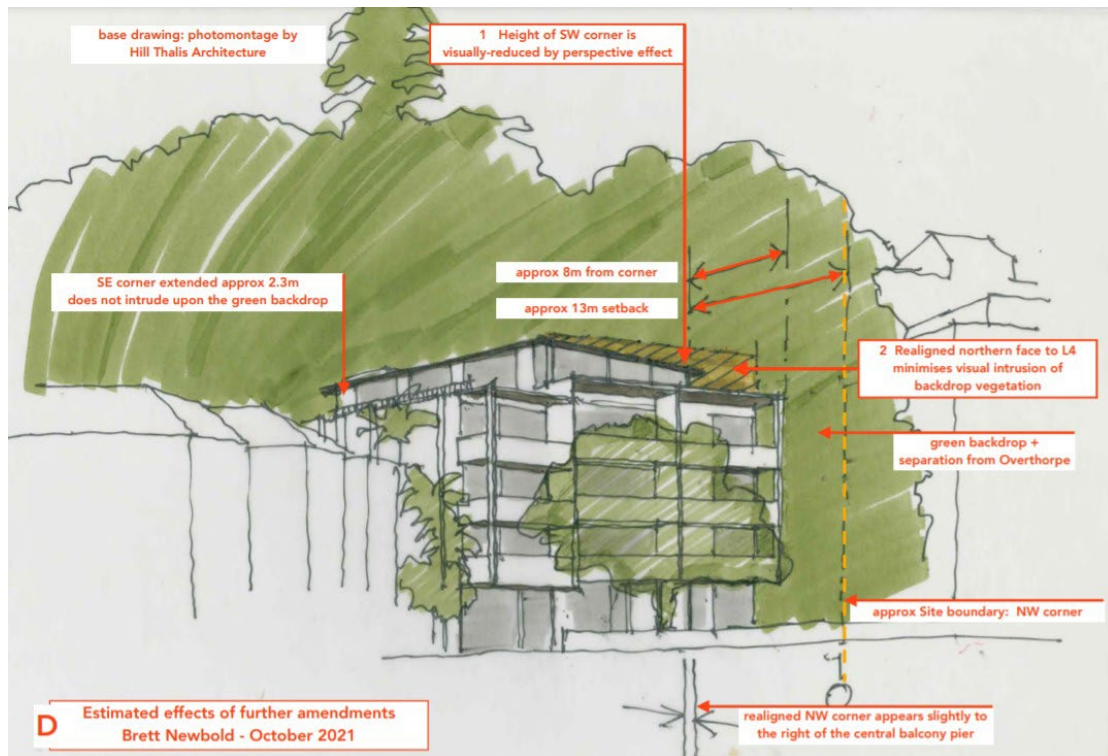 base drawing: photomontage by
Hill Thalis Architecture
1 Height of SW corner is
visually-reduced by perspective effect
SE corner extended approx 2.3m
does not intrude upon the green backdrop
approx 8m from corner
approx 13m setback
2 Realigned northern face to L4
minimises visual intrusion of
backdrop vegetation
green backdrop +
separation from Overthorpe
approx Site boundary: NW corner
realigned NW corner appears slightly to
the right of the central balcony pier
D
Estimated effects of further amendments
Brett Newbold - October 2021